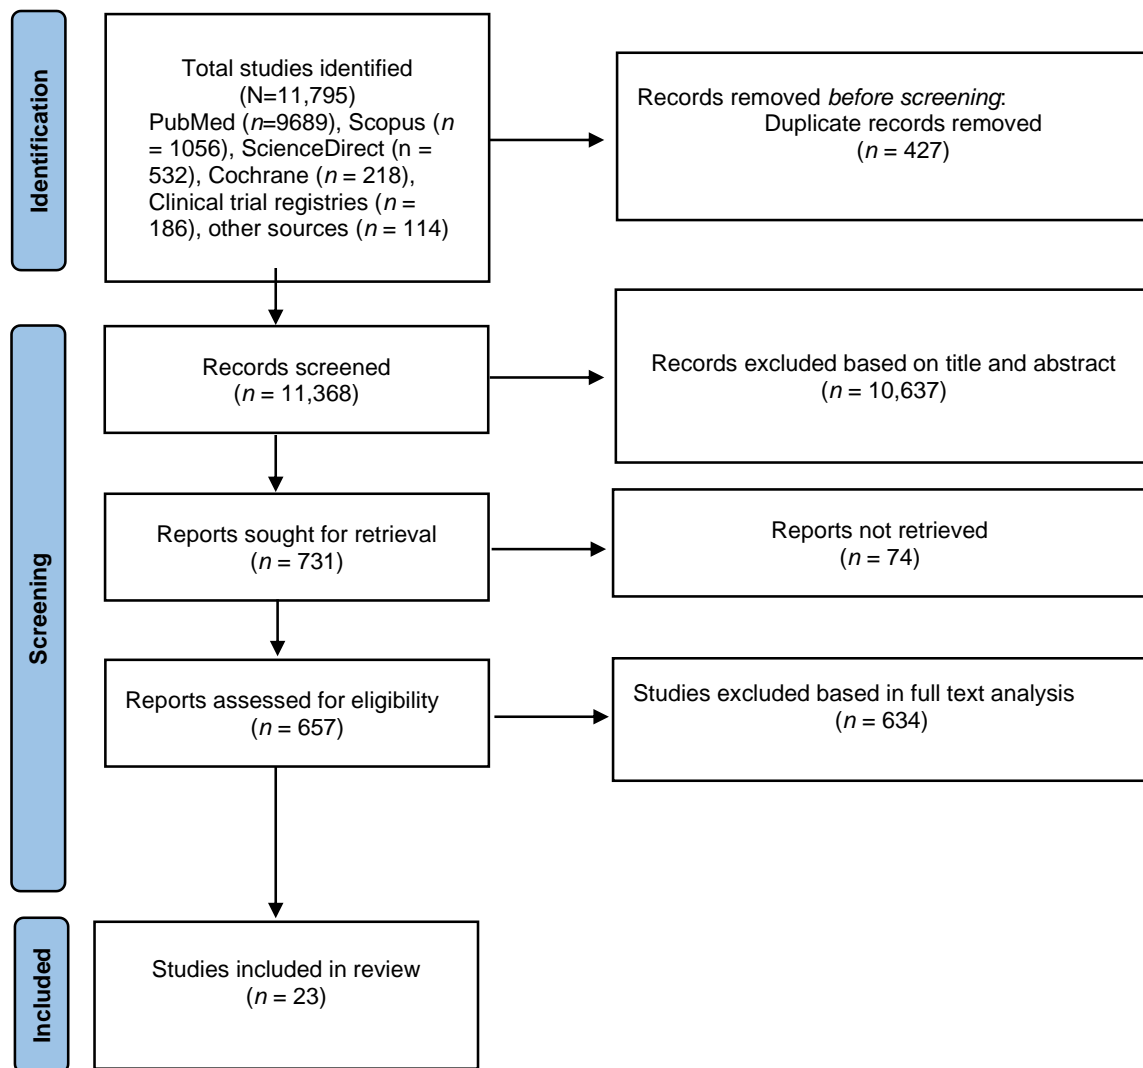 Identification
Total studies identified
(N=11,795)
PubMed (n=9689), Scopus (n
= 1056), ScienceDirect (n =
532), Cochrane (n = 218),
Clinical trial registries (n =
186), other sources (n = 114)
Records removed before screening:
Duplicate records removed
(n = 427)
Screening
Records screened
(n = 11,368)
Records excluded based on title and abstract
(n = 10,637)
Reports sought for retrieval
(n = 731)
Reports not retrieved
(n = 74)
Reports assessed for eligibility
(n = 657)
Studies excluded based in full text analysis
(n = 634)
Included
Studies included in review
(n = 23)